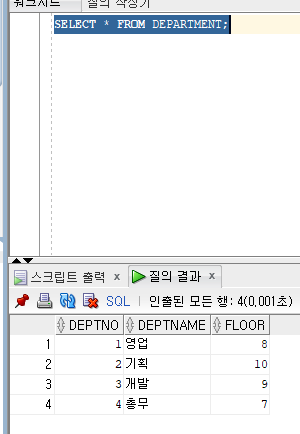 워크시트 질의 작성기
SELECT * FROM DEPARTMENT;
스크립트 출력 x 질의 결과 x
SQL | 인출된 모든 행: 4(0,001초)
DEPTNO DEPTNAME FLOOR
1 1 영업 8
2 2 기획 10
3 3 개발 9
4 4 총무 7